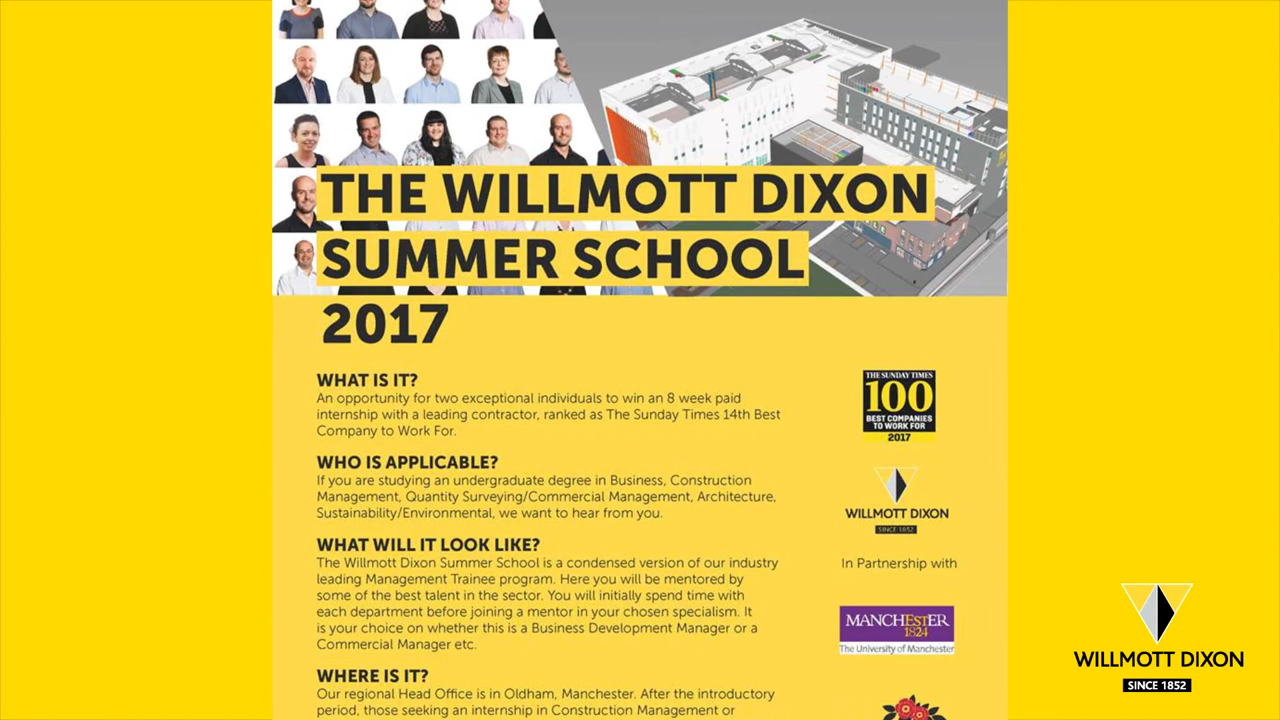 THE WILLMOTT DIXON
SUMMER SCHOOL
2017
WHAT IS IT?
An opportunity for two exceptional individuals to win an 8 week paid
internship with a leading contractor, ranked as The Sunday Times 14th Best
Company to Work For.
WHO IS APPLICABLE?
If you are studying an undergraduate degree in Business, Construction
Management, Quantity Surveying/Commercial Management, Architecture,
Sustainability/Environmental, we want to hear from you.
WHAT WILL IT LOOK LIKE?
The Willmott Dixon Summer School is a condensed version of our industry
leading Management Trainee program. Here you will be mentored by
some of the best talent in the sector. You will initially spend time with
each department before joining a mentor in your chosen specialism. It
is your choice on whether this is a Business Development Manager or a
Commercial Manager etc.
WHERE IS IT?
Our regional Head Office is in Oldham, Manchester. After the introductory
period, those seeking an internship in Construction Management or
THE SUNDAY TIMES
100
BEST COMPANIES
TO WORK FOR
2017
WILLMOTT DIXON
SINCE 1852
In Partnership with
MANCHESTER
1824
The University of Manchester
WILLMOTT DIXON
SINCE 1852